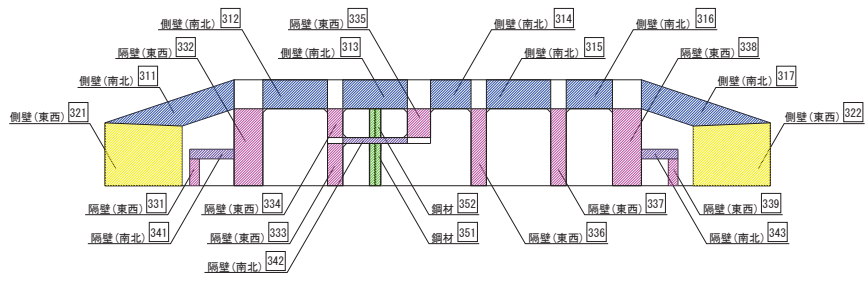 側壁(南北) 312
隔壁(東西) 335
側壁(南北) 314
側壁(南北) 316
隔壁(東西) 332
側壁(南北) 313
側壁(南北) 315
隔壁(東西) 338
側壁(南北) 311
側壁(南北) 317
側壁(東西) 321
側壁(東西) 322
隔壁(東西) 331
隔壁(東西) 334
鋼材 352
隔壁(東西) 337
隔壁(東西) 339
隔壁(南北) 341
隔壁(東西) 333
鋼材 351
隔壁(東西) 336
隔壁(南北) 343
隔壁(南北) 342